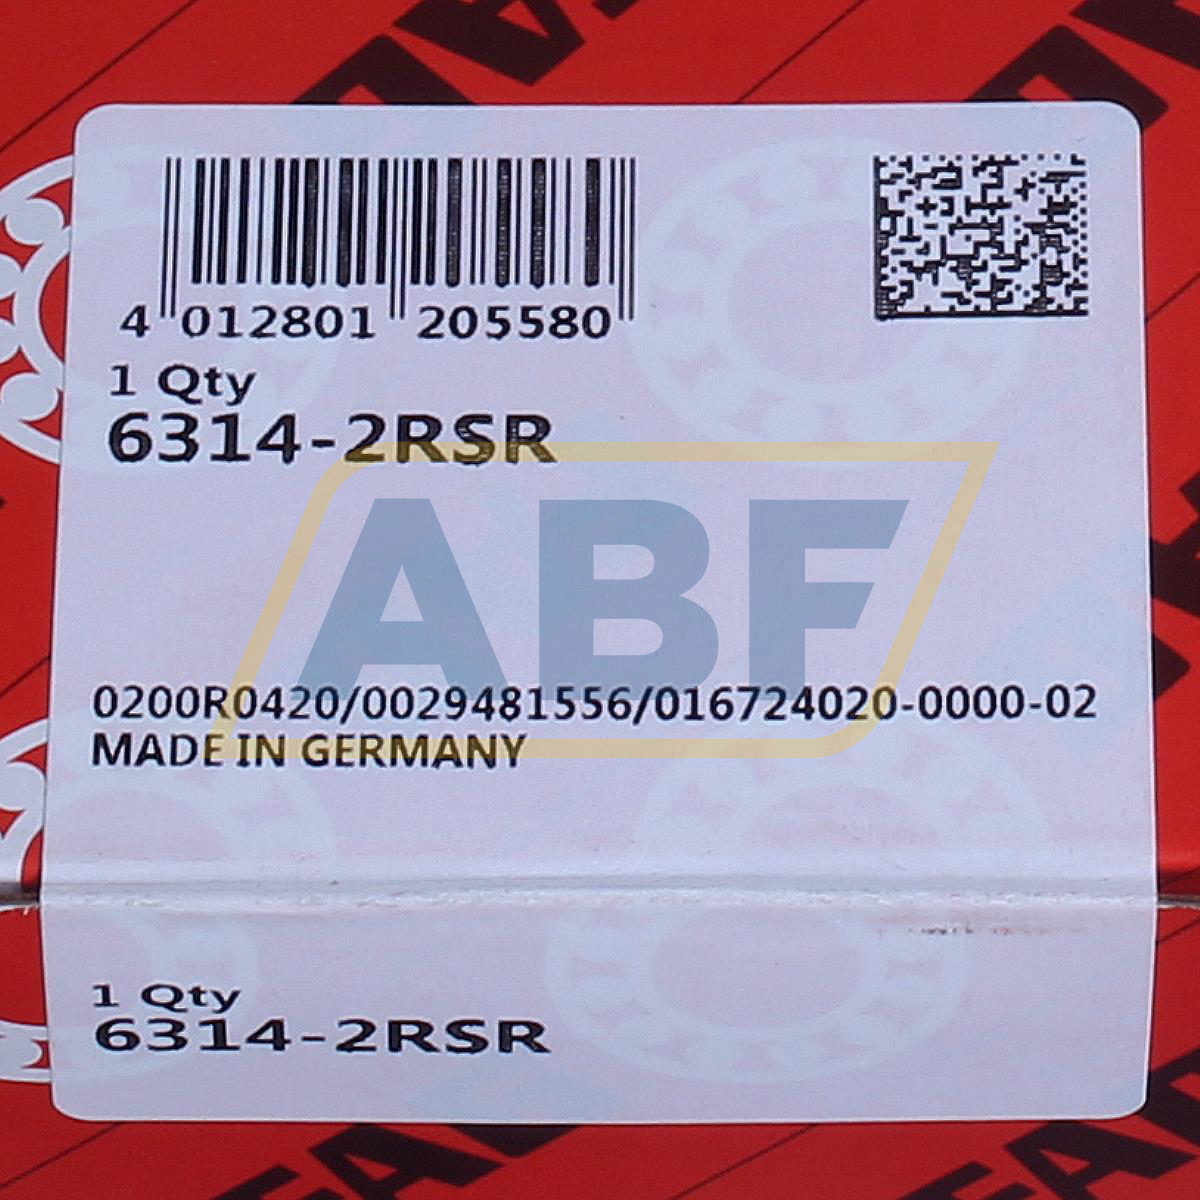 4 012801 205580
1 Qty
6314-2RSR
ABF
0200R0420/0029481556/016724020-0000-02
MADE IN GERMANY
1 Qty
6314-2RSR